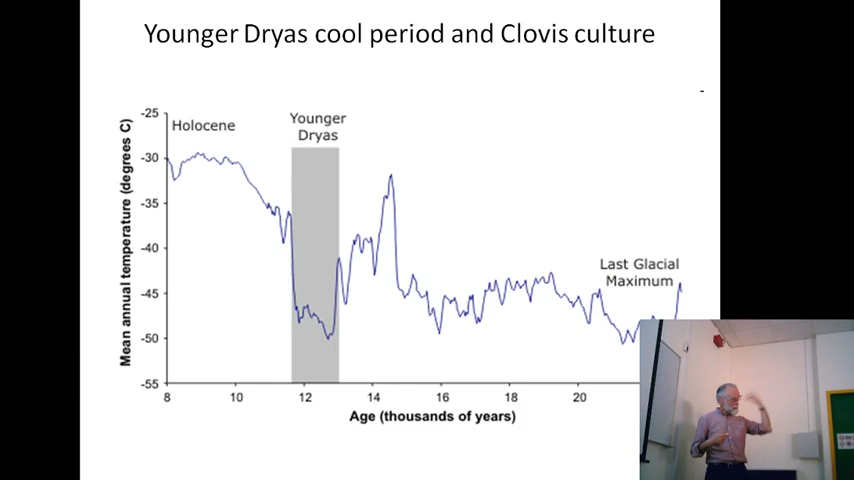 Younger Dryas cool period and Clovis culture
Mean annual temperature (degrees C)
-25
-30
-35
-40
-45
-50
-55
Holocene
Younger
Dryas
Last Glacial
Maximum
8
10
12
14
16
18
20
Age (thousands of years)